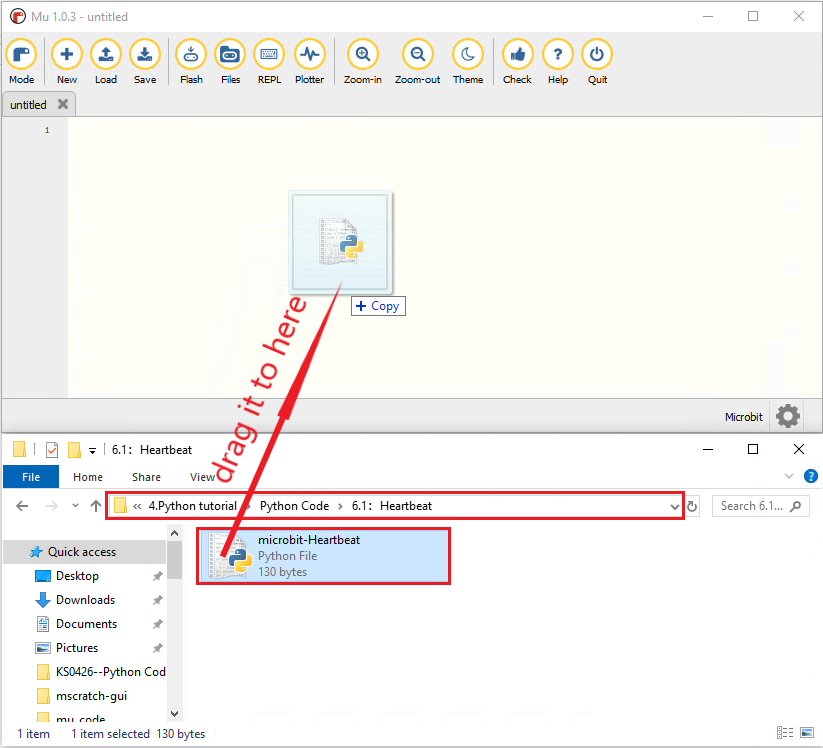 Mu 1.0.3 - untitled
Mode New Load Save Flash Files REPL Plotter Zoom-in Zoom-out Theme Check Help Quit
untitled
1
+ Copy
drag it to here
Microbit
6.1: Heartbeat
File Home Share View
« 4.Python tutorial › Python Code › 6.1: Heartbeat
Search 6.1...
Quick access
Desktop
Downloads
Documents
Pictures
KS0426--Python Cod
mscratch-gui
mu_code
microbit-Heartbeat
Python File
130 bytes
1 item 1 item selected 130 bytes